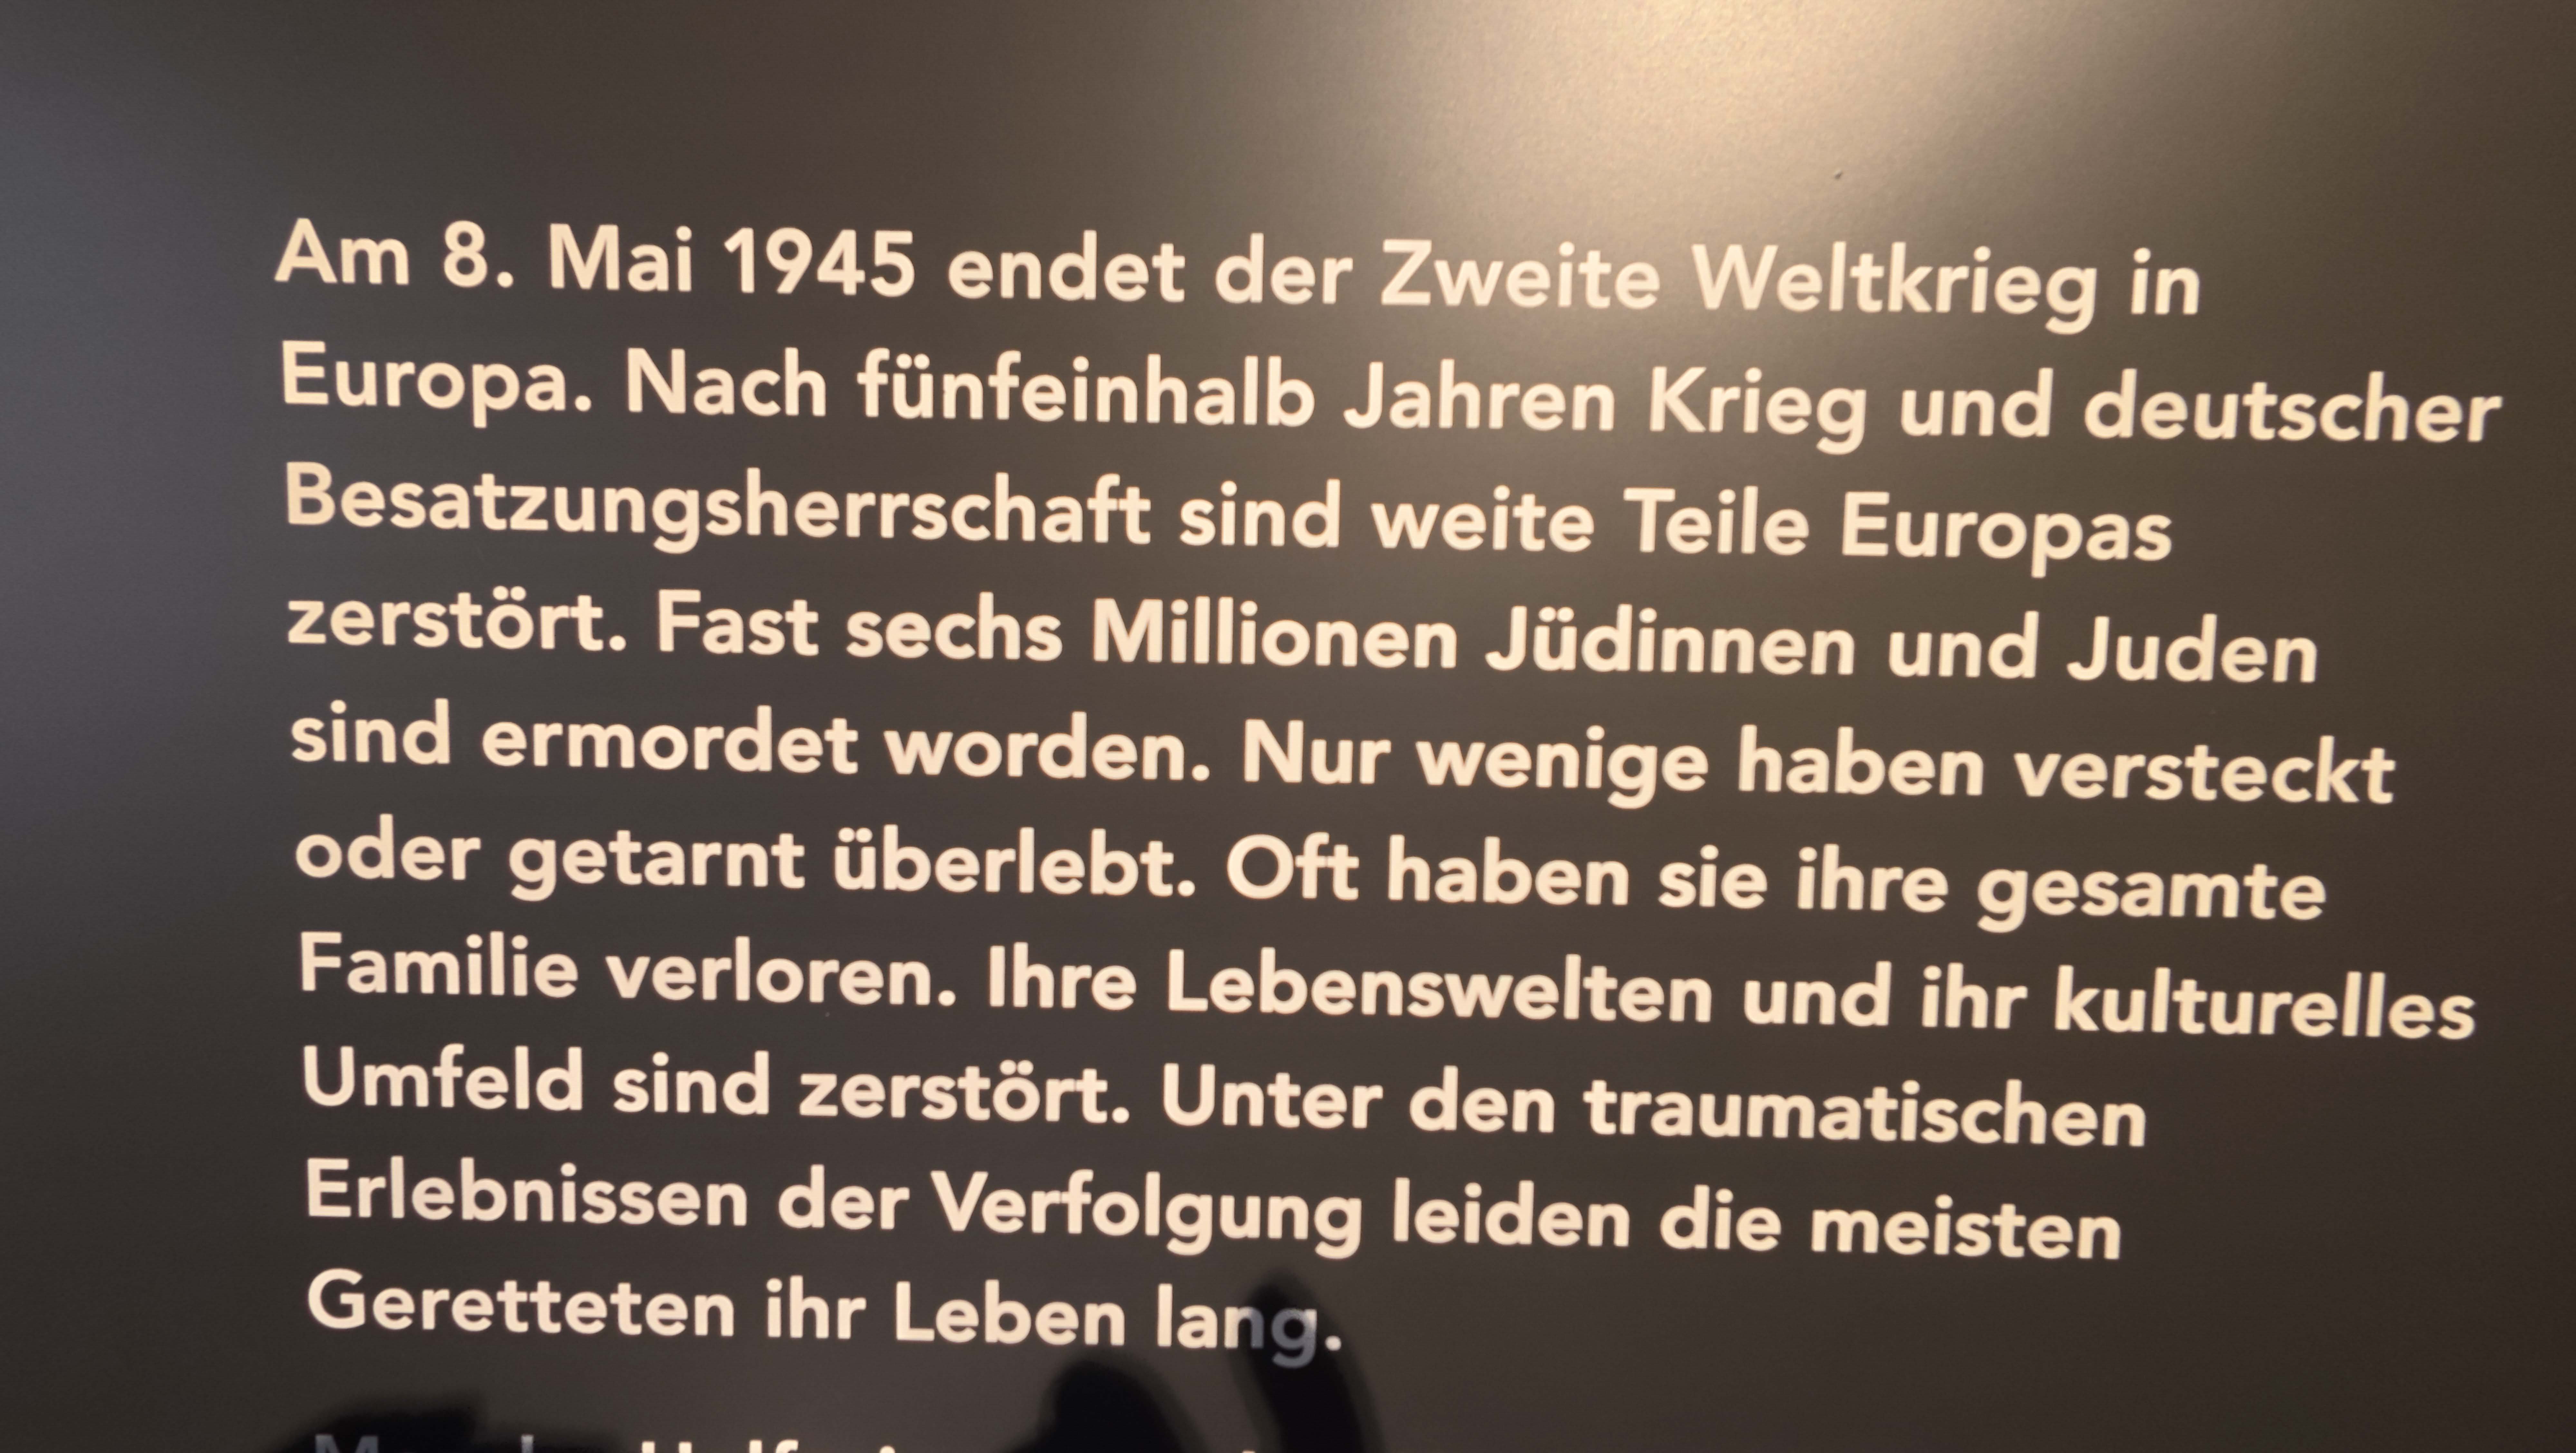 Am 8. Mai 1945 endet der Zweite Weltkrieg in
Europa. Nach fünfeinhalb Jahren Krieg und deutscher
Besatzungsherrschaft sind weite Teile Europas
zerstört. Fast sechs Millionen Jüdinnen und Juden
sind ermordet worden. Nur wenige haben versteckt
oder getarnt überlebt. Oft haben sie ihre gesamte
Familie verloren. Ihre Lebenswelten und ihr kulturelles
Umfeld sind zerstört. Unter den traumatischen
Erlebnissen der Verfolgung leiden die meisten
Geretteten ihr Leben lang.